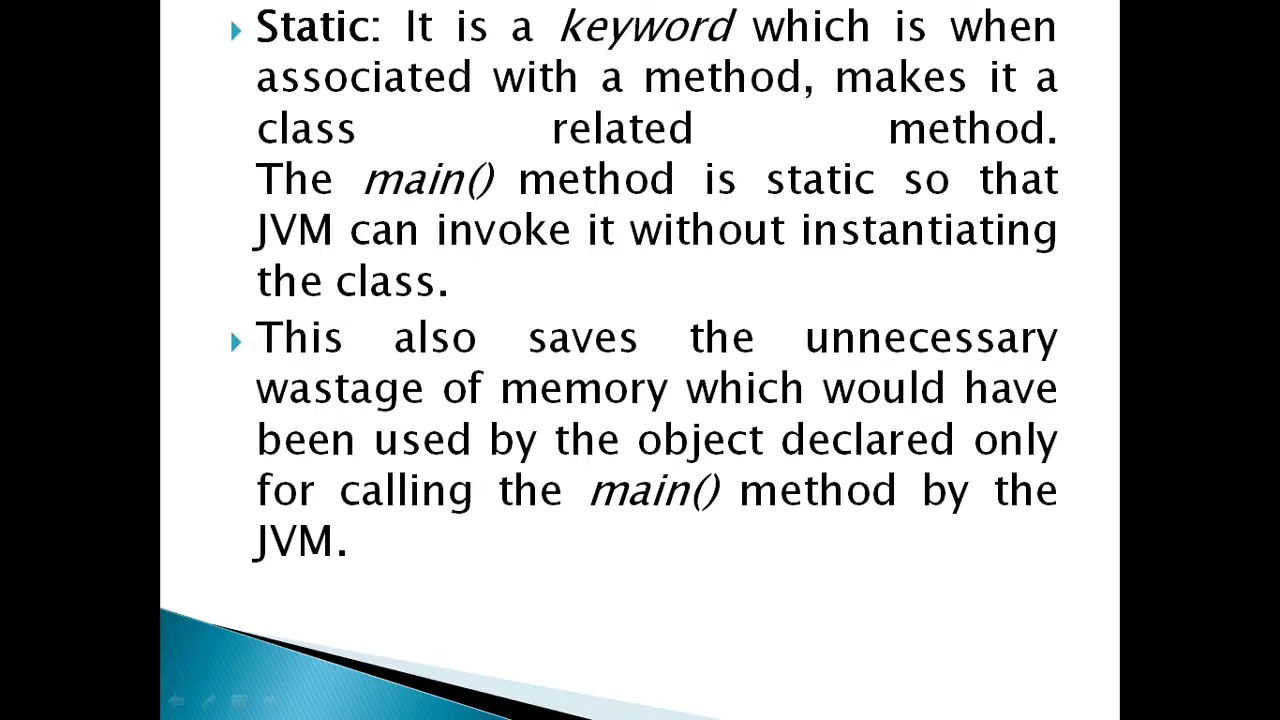 Static: It is a keyword which is when
associated with a method, makes it a
class related method.
The main() method is static so that
JVM can invoke it without instantiating
the class.
This also saves the unnecessary
wastage of memory which would have
been used by the object declared only
for calling the main() method by the
JVM.